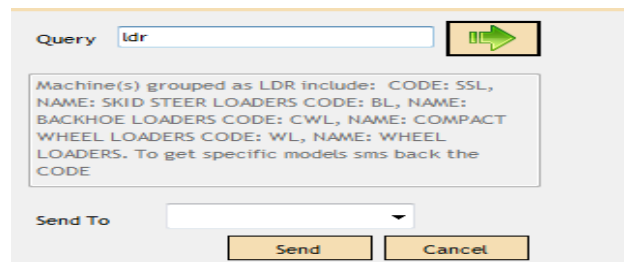 Query ldr
Machine(s) grouped as LDR include: CODE: SSL,
NAME: SKID STEER LOADERS CODE: BL, NAME:
BACKHOE LOADERS CODE: CWL, NAME: COMPACT
WHEEL LOADERS CODE: WL, NAME: WHEEL
LOADERS. To get specific models sms back the
CODE
Send To
Send Cancel